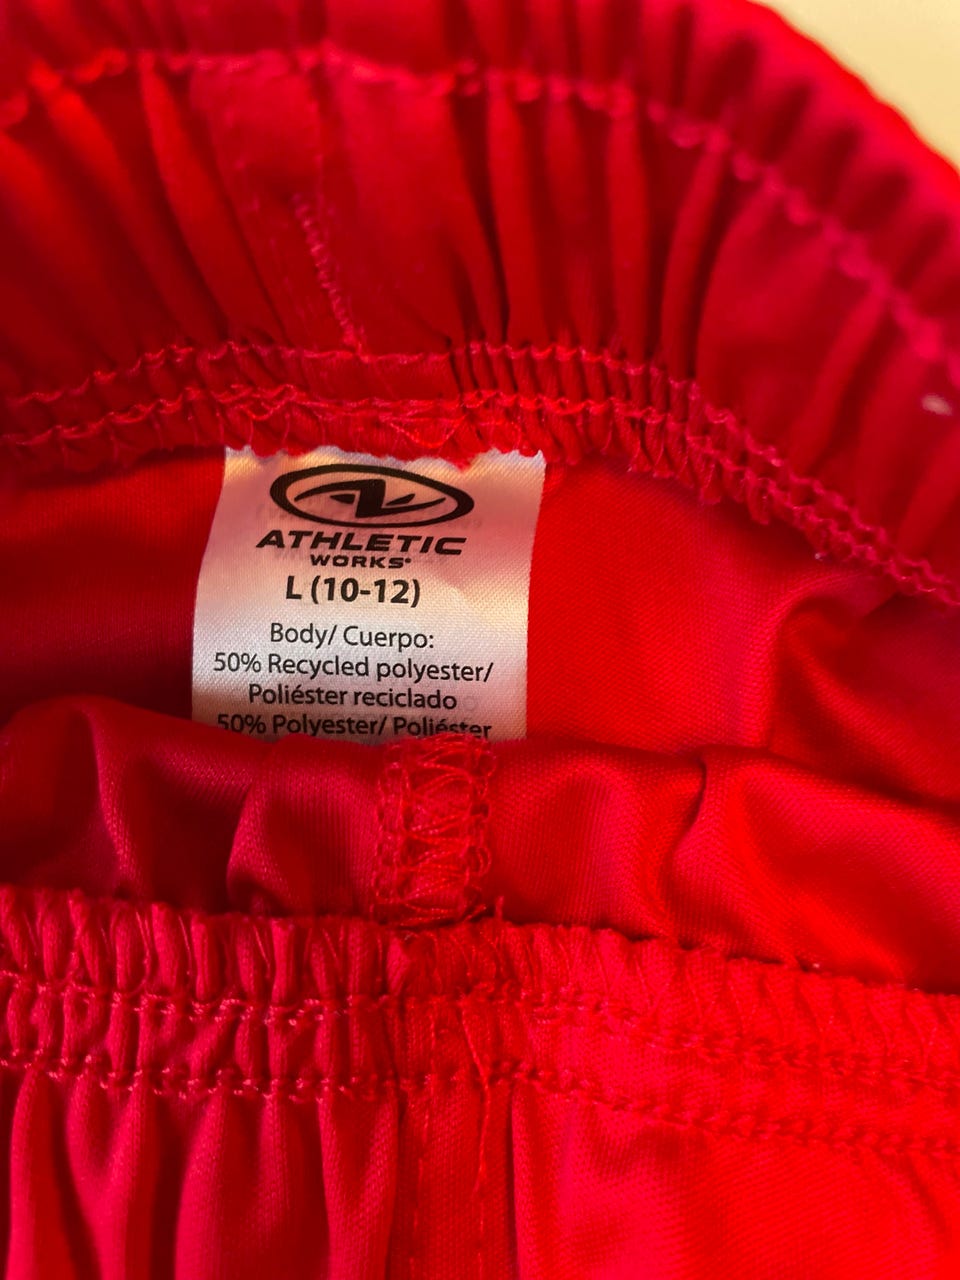 ATHLETIC
WORKS®
L (10-12)
Body/ Cuerpo:
50% Recycled polyester/
Poliéster reciclado
50% Polyester/ Poliéster